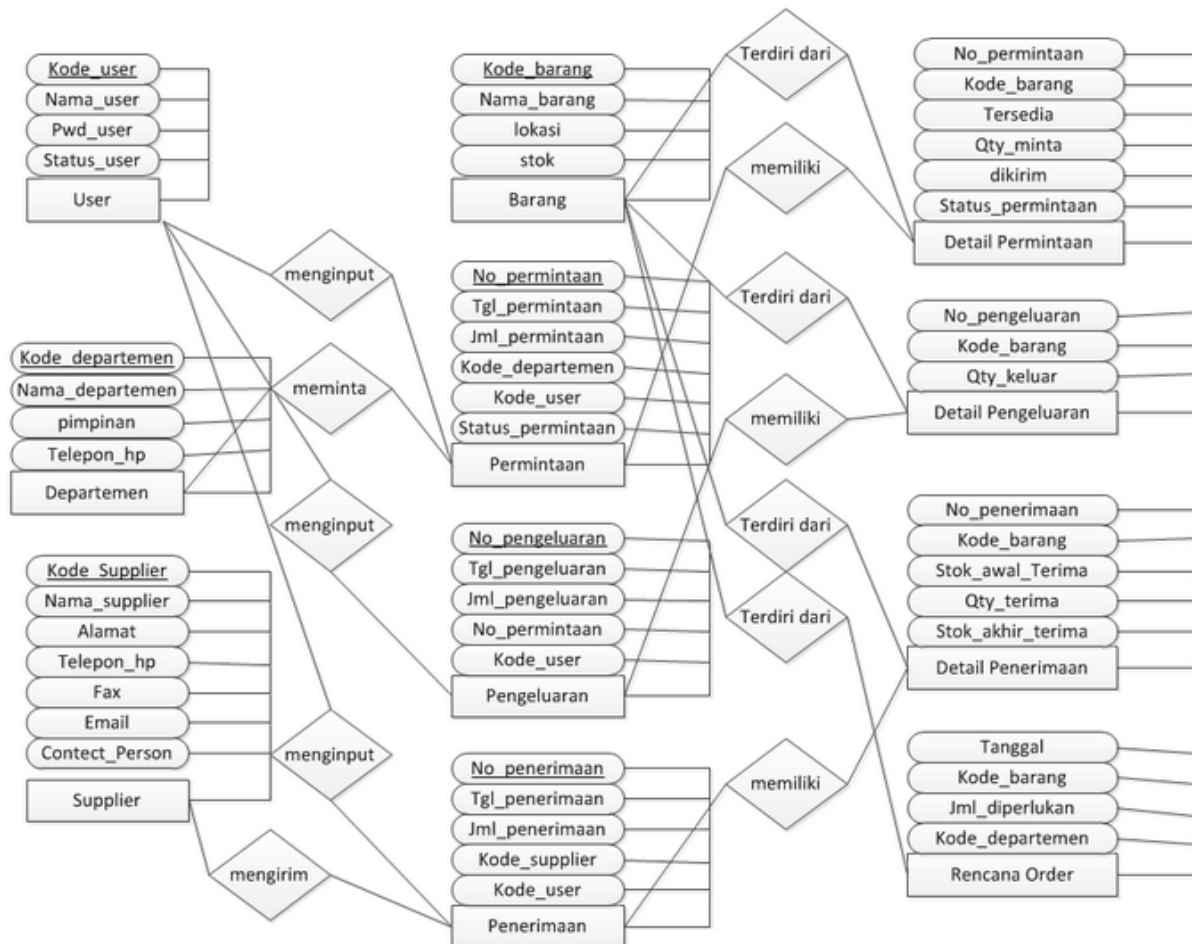 Kode_user
Nama_user
Pwd_user
Status_user
User
menginput
Kode_departemen
Nama_departemen
pimpinan
Telepon_hp
Departemen
meminta
menginput
Kode_Supplier
Nama_supplier
Alamat
Telepon_hp
Fax
Email
Contect_Person
Supplier
menginput
mengirim
Kode_barang
Nama_barang
lokasi
stok
Barang
No_permintaan
Tgl_permintaan
Jml_permintaan
Kode_departemen
Kode_user
Status_permintaan
Permintaan
No_pengeluaran
Tgl_pengeluaran
Jml_pengeluaran
No_permintaan
Kode_user
Pengeluaran
No_penerimaan
Tgl_penerimaan
Jml_penerimaan
Kode_supplier
Kode_user
Penerimaan
Terdiri dari
memiliki
Terdiri dari
memiliki
Terdiri dari
Terdiri dari
memiliki
No_permintaan
Kode_barang
Tersedia
Qty_minta
dikirim
Status_permintaan
Detail Permintaan
No_pengeluaran
Kode_barang
Qty_keluar
Detail Pengeluaran
No_penerimaan
Kode_barang
Stok_awal_Terima
Qty_terima
Stok_akhir_terima
Detail Penerimaan
Tanggal
Kode_barang
Jml_diperlukan
Kode_departemen
Rencana Order